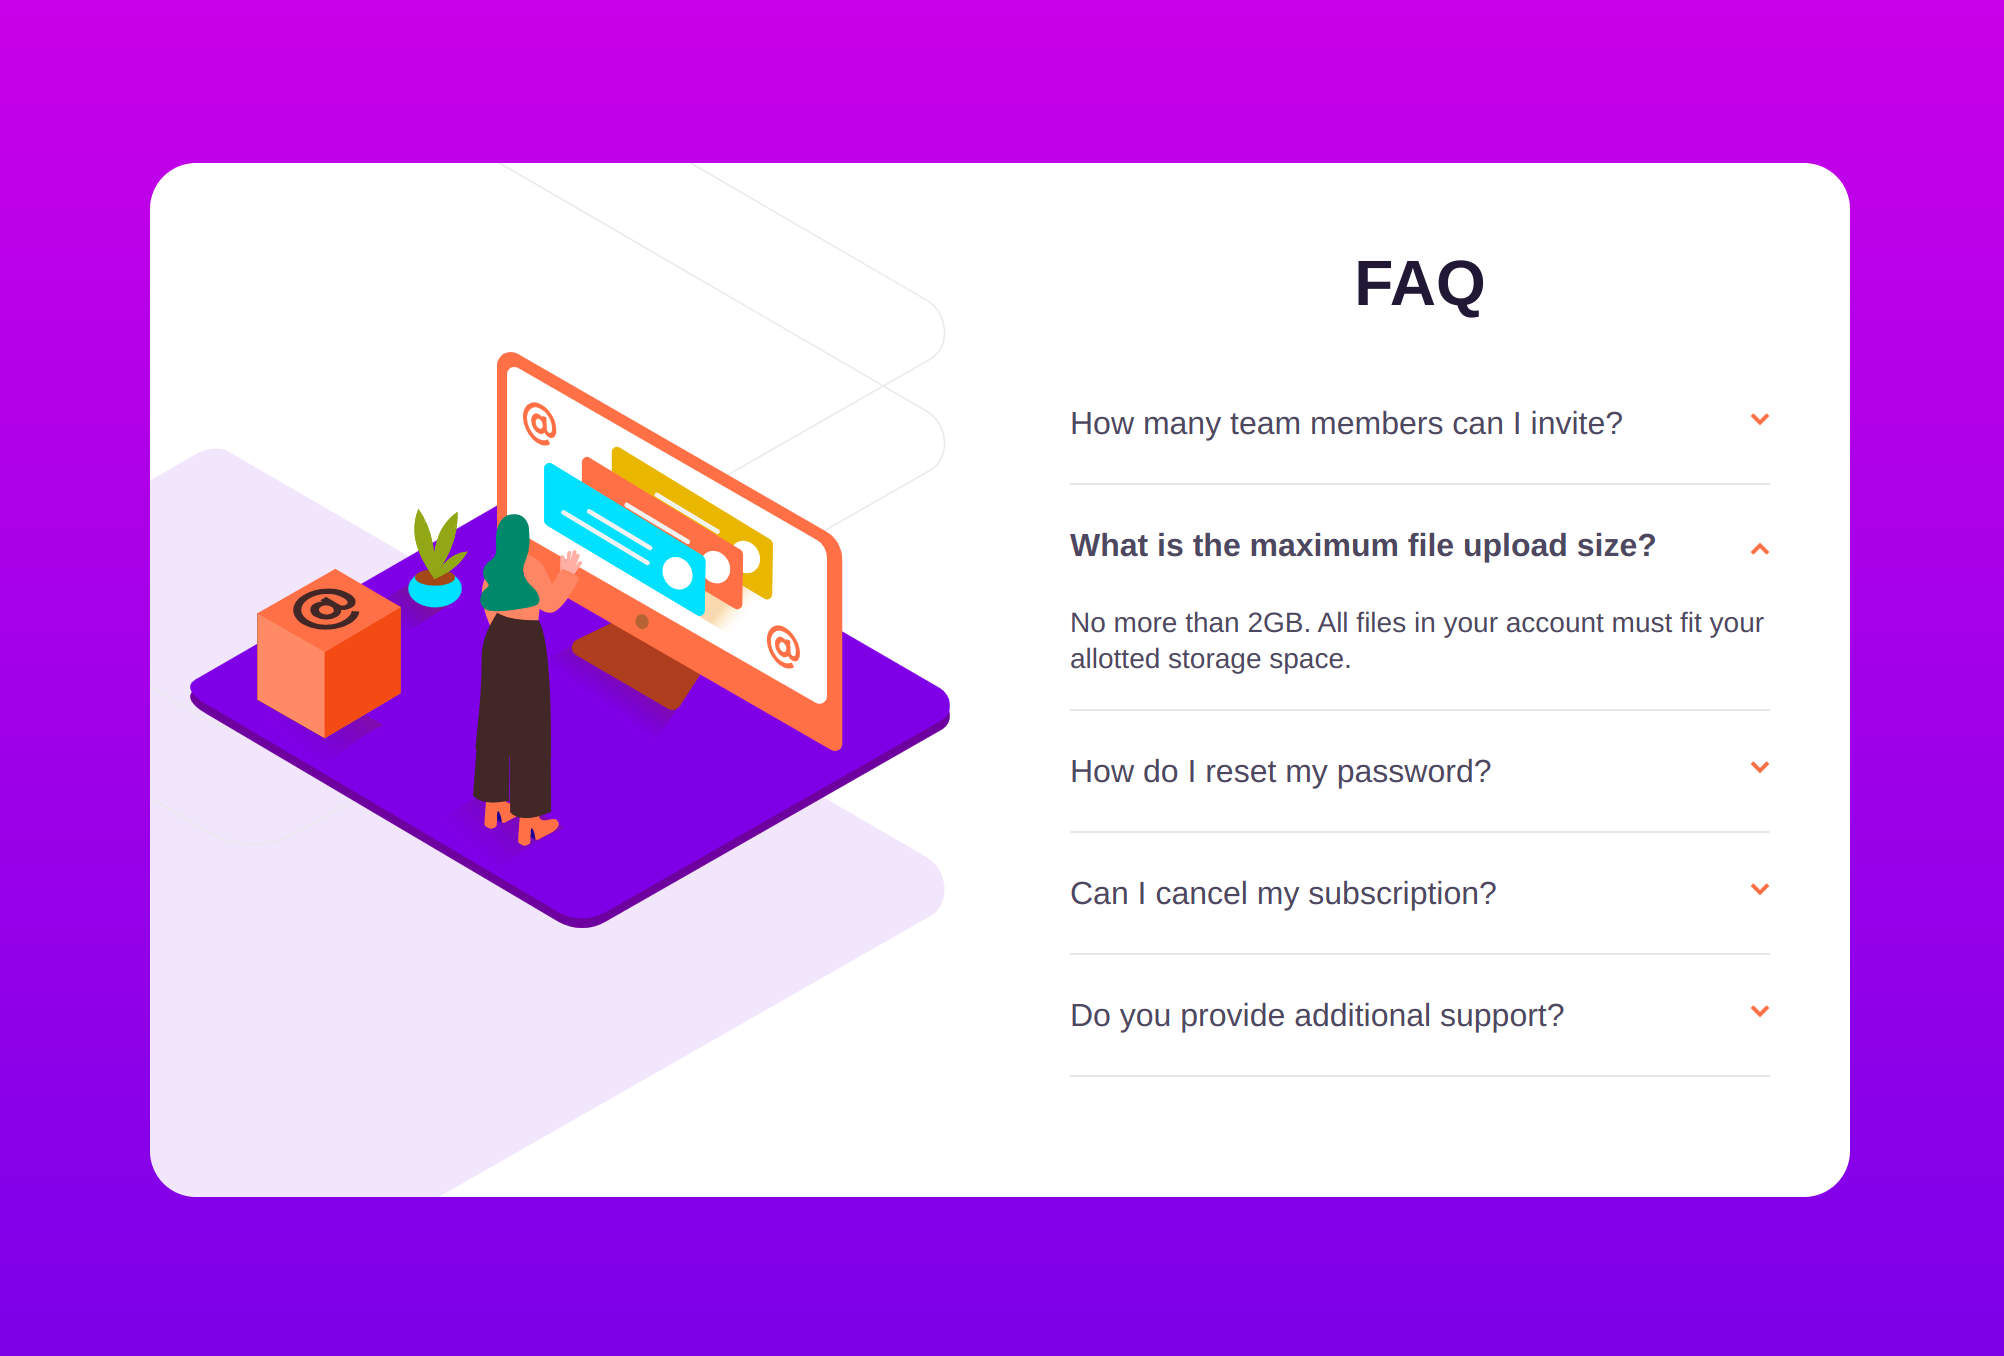 FAQ
How many team members can I invite?
What is the maximum file upload size?
No more than 2GB. All files in your account must fit your
allotted storage space.
How do I reset my password?
Can I cancel my subscription?
Do you provide additional support?
@
@
@